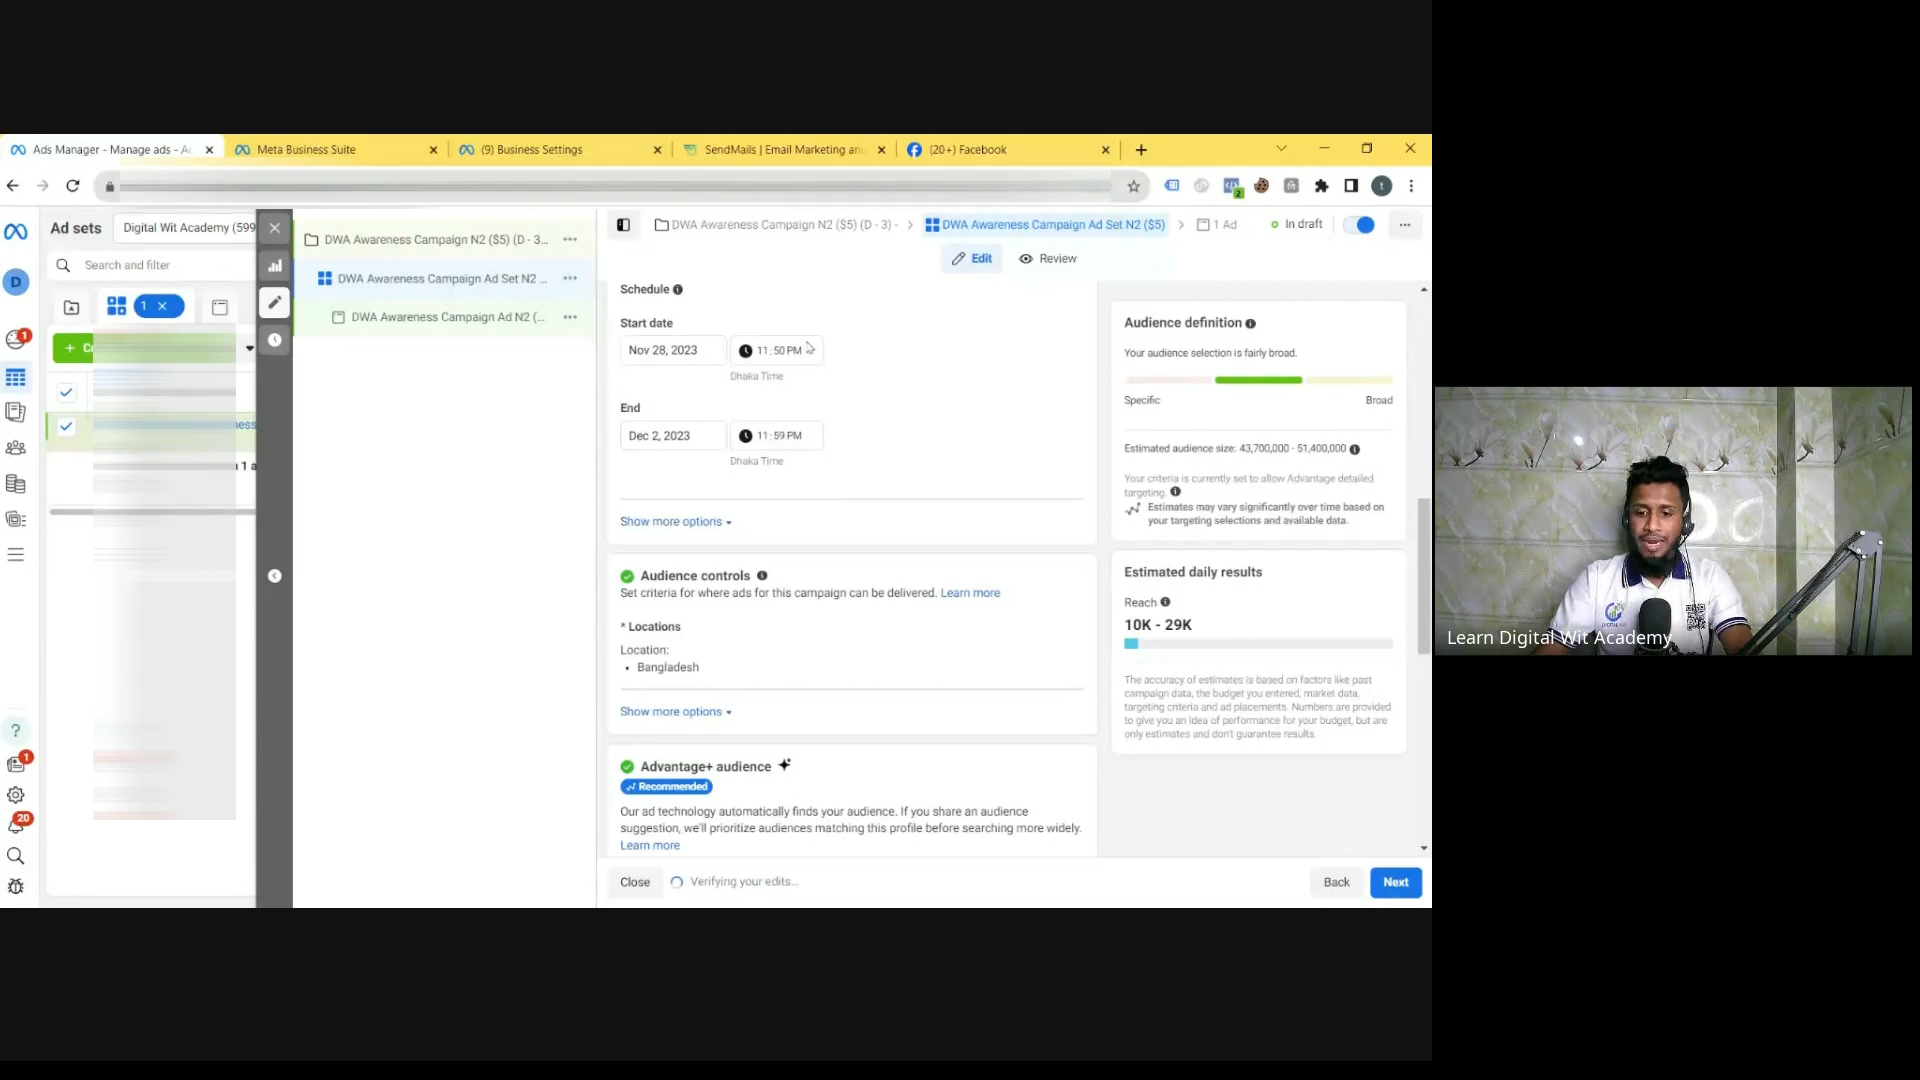 Ads Manager - Manage ads - A
Meta Business Suite
(9) Business Settings
SendMails | Email Marketing an
(20+) Facebook
2
t
Ad sets
Digital Wit Academy (599
DWA Awareness Campaign N2 ($5) (D - 3...
DWA Awareness Campaign N2 ($5) (D - 3) -
DWA Awareness Campaign Ad Set N2 ($5)
1 Ad
In draft
Search and filter
Edit
Review
D
DWA Awareness Campaign Ad Set N2 ...
1
DWA Awareness Campaign Ad N2 (...
Schedule
Start date
Nov 28, 2023
11:50 PM
Dhaka Time
End
Dec 2, 2023
11:59 PM
Dhaka Time
Show more options
Audience controls
Set criteria for where ads for this campaign can be delivered. Learn more
* Locations
Location:
• Bangladesh
Show more options
Advantage+ audience
Recommended
Our ad technology automatically finds your audience. If you share an audience
suggestion, we'll prioritize audiences matching this profile before searching more widely.
Learn more
Audience definition
Your audience selection is fairly broad.
Specific
Broad
Estimated audience size: 43,700,000 - 51,400,000
Your criteria is currently set to allow Advantage detailed
targeting.
Estimates may vary significantly over time based on
your targeting selections and available data.
Estimated daily results
Reach
10K - 29K
The accuracy of estimates is based on factors like past
campaign data, the budget you entered, market data,
targeting criteria and ad placements. Numbers are provided
to give you an idea of performance for your budget, but are
only estimates and don't guarantee results.
1
?
1
20
Close
Verifying your edits...
Back
Next
Learn Digital Wit Academy